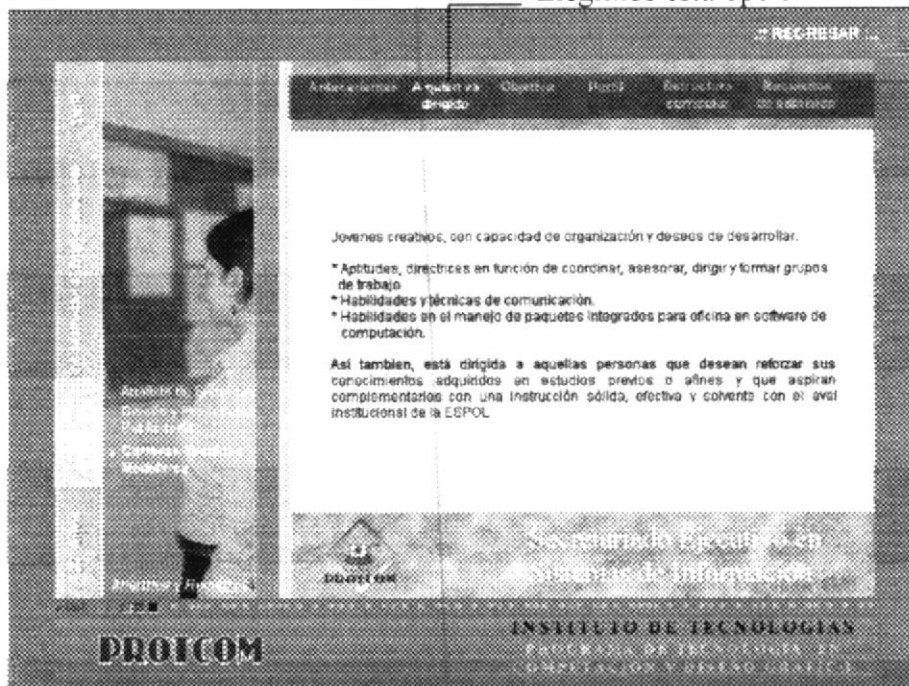 Elegimos esta
.:: REGRESAR ::.
Antecedentes A quien va dirigido Objetivo Perfil Estructura curricular Requisitos
Jovenes creativos, con capacidad de organización y deseos de desarrollar.
* Aptitudes, directrices en función de coordinar, asesorar, dirigir y formar grupos
de trabajo
* Habilidades y técnicas de comunicación.
* Habilidades en el manejo de paquetes integrados para oficina en software de
computación.
Así tambien, está dirigida a aquellas personas que desean reforzar sus
conocimientos adquiridos en estudios previos o afines y que aspiran
complementarlos con una instrucción sólida, efectiva y solvente con el aval
institucional de la ESPOL
PROTCOM
Secretariado Ejecutivo en
Sistemas de Información
PROTCOM
INSTITUTO DE TECNOLOGIAS
PROGRAMA DE TECNOLOGIA EN
COMPUTACION Y DISEÑO GRAFICO